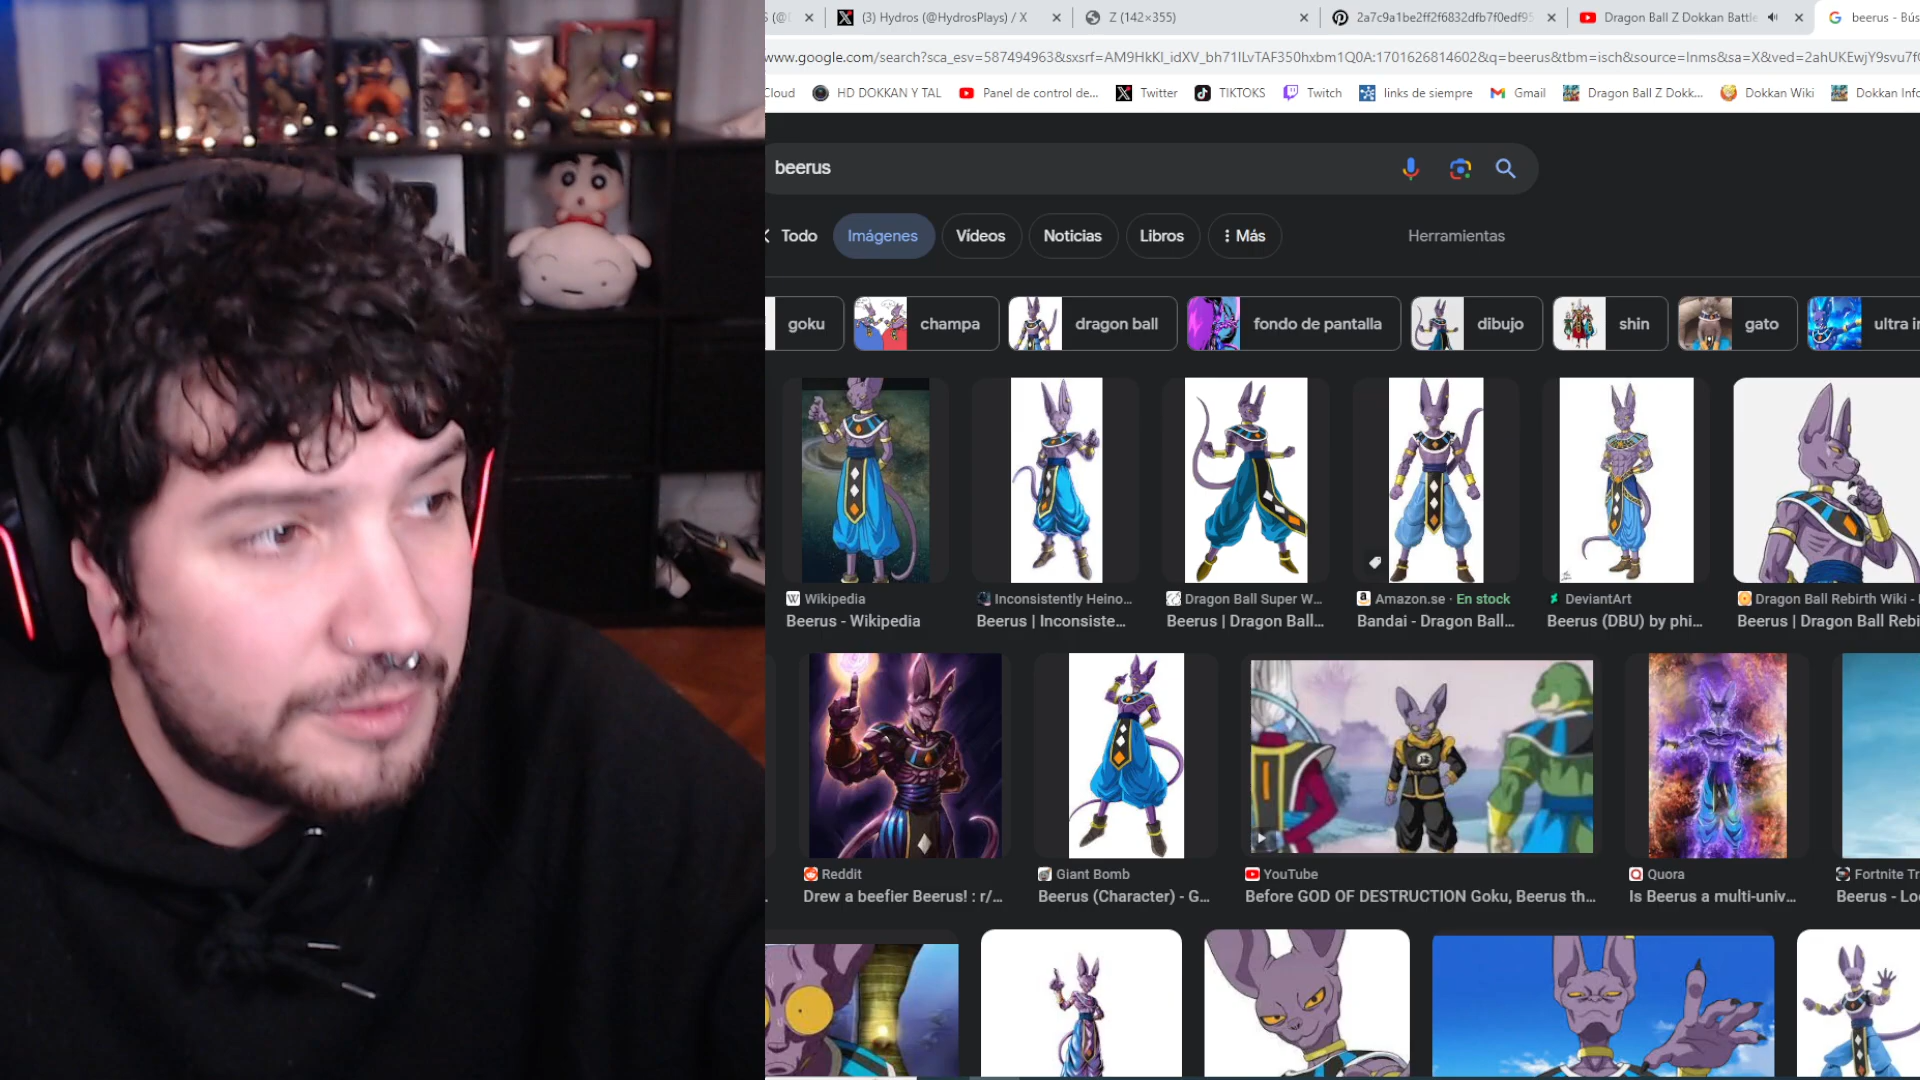 (3) Hydros (@HydrosPlays) / X
Z (142×355)
2a7c9a1be2ff2f6832dfb7f0edf95
Dragon Ball Z Dokkan Battle
beerus - Bús
www.google.com/search?sca_esv=587494963&sxsrf=AM9HkKl_idXV_bh71ILvTAF350hxbm1Q0A:1701626814602&q=beerus&tbm=isch&source=lnms&sa=X&ved=2ahUKEwjY9svu7f
Cloud
HD DOKKAN Y TAL
Panel de control de...
Twitter
TIKTOKS
Twitch
links de siempre
Gmail
Dragon Ball Z Dokk...
Dokkan Wiki
Dokkan Info
beerus
Todo
Imágenes
Vídeos
Noticias
Libros
Más
Herramientas
goku
champa
dragon ball
fondo de pantalla
dibujo
shin
gato
ultra in
Wikipedia
Beerus - Wikipedia
Inconsistently Heino...
Beerus | Inconsiste...
Dragon Ball Super W...
Beerus | Dragon Ball...
Amazon.se · En stock
Bandai - Dragon Ball...
DeviantArt
Beerus (DBU) by phi...
Dragon Ball Rebirth Wiki -
Beerus | Dragon Ball Rebi
Reddit
Drew a beefier Beerus! : r/...
Giant Bomb
Beerus (Character) - G...
YouTube
Before GOD OF DESTRUCTION Goku, Beerus th...
Quora
Is Beerus a multi-univ...
Fortnite Tr
Beerus - Loo